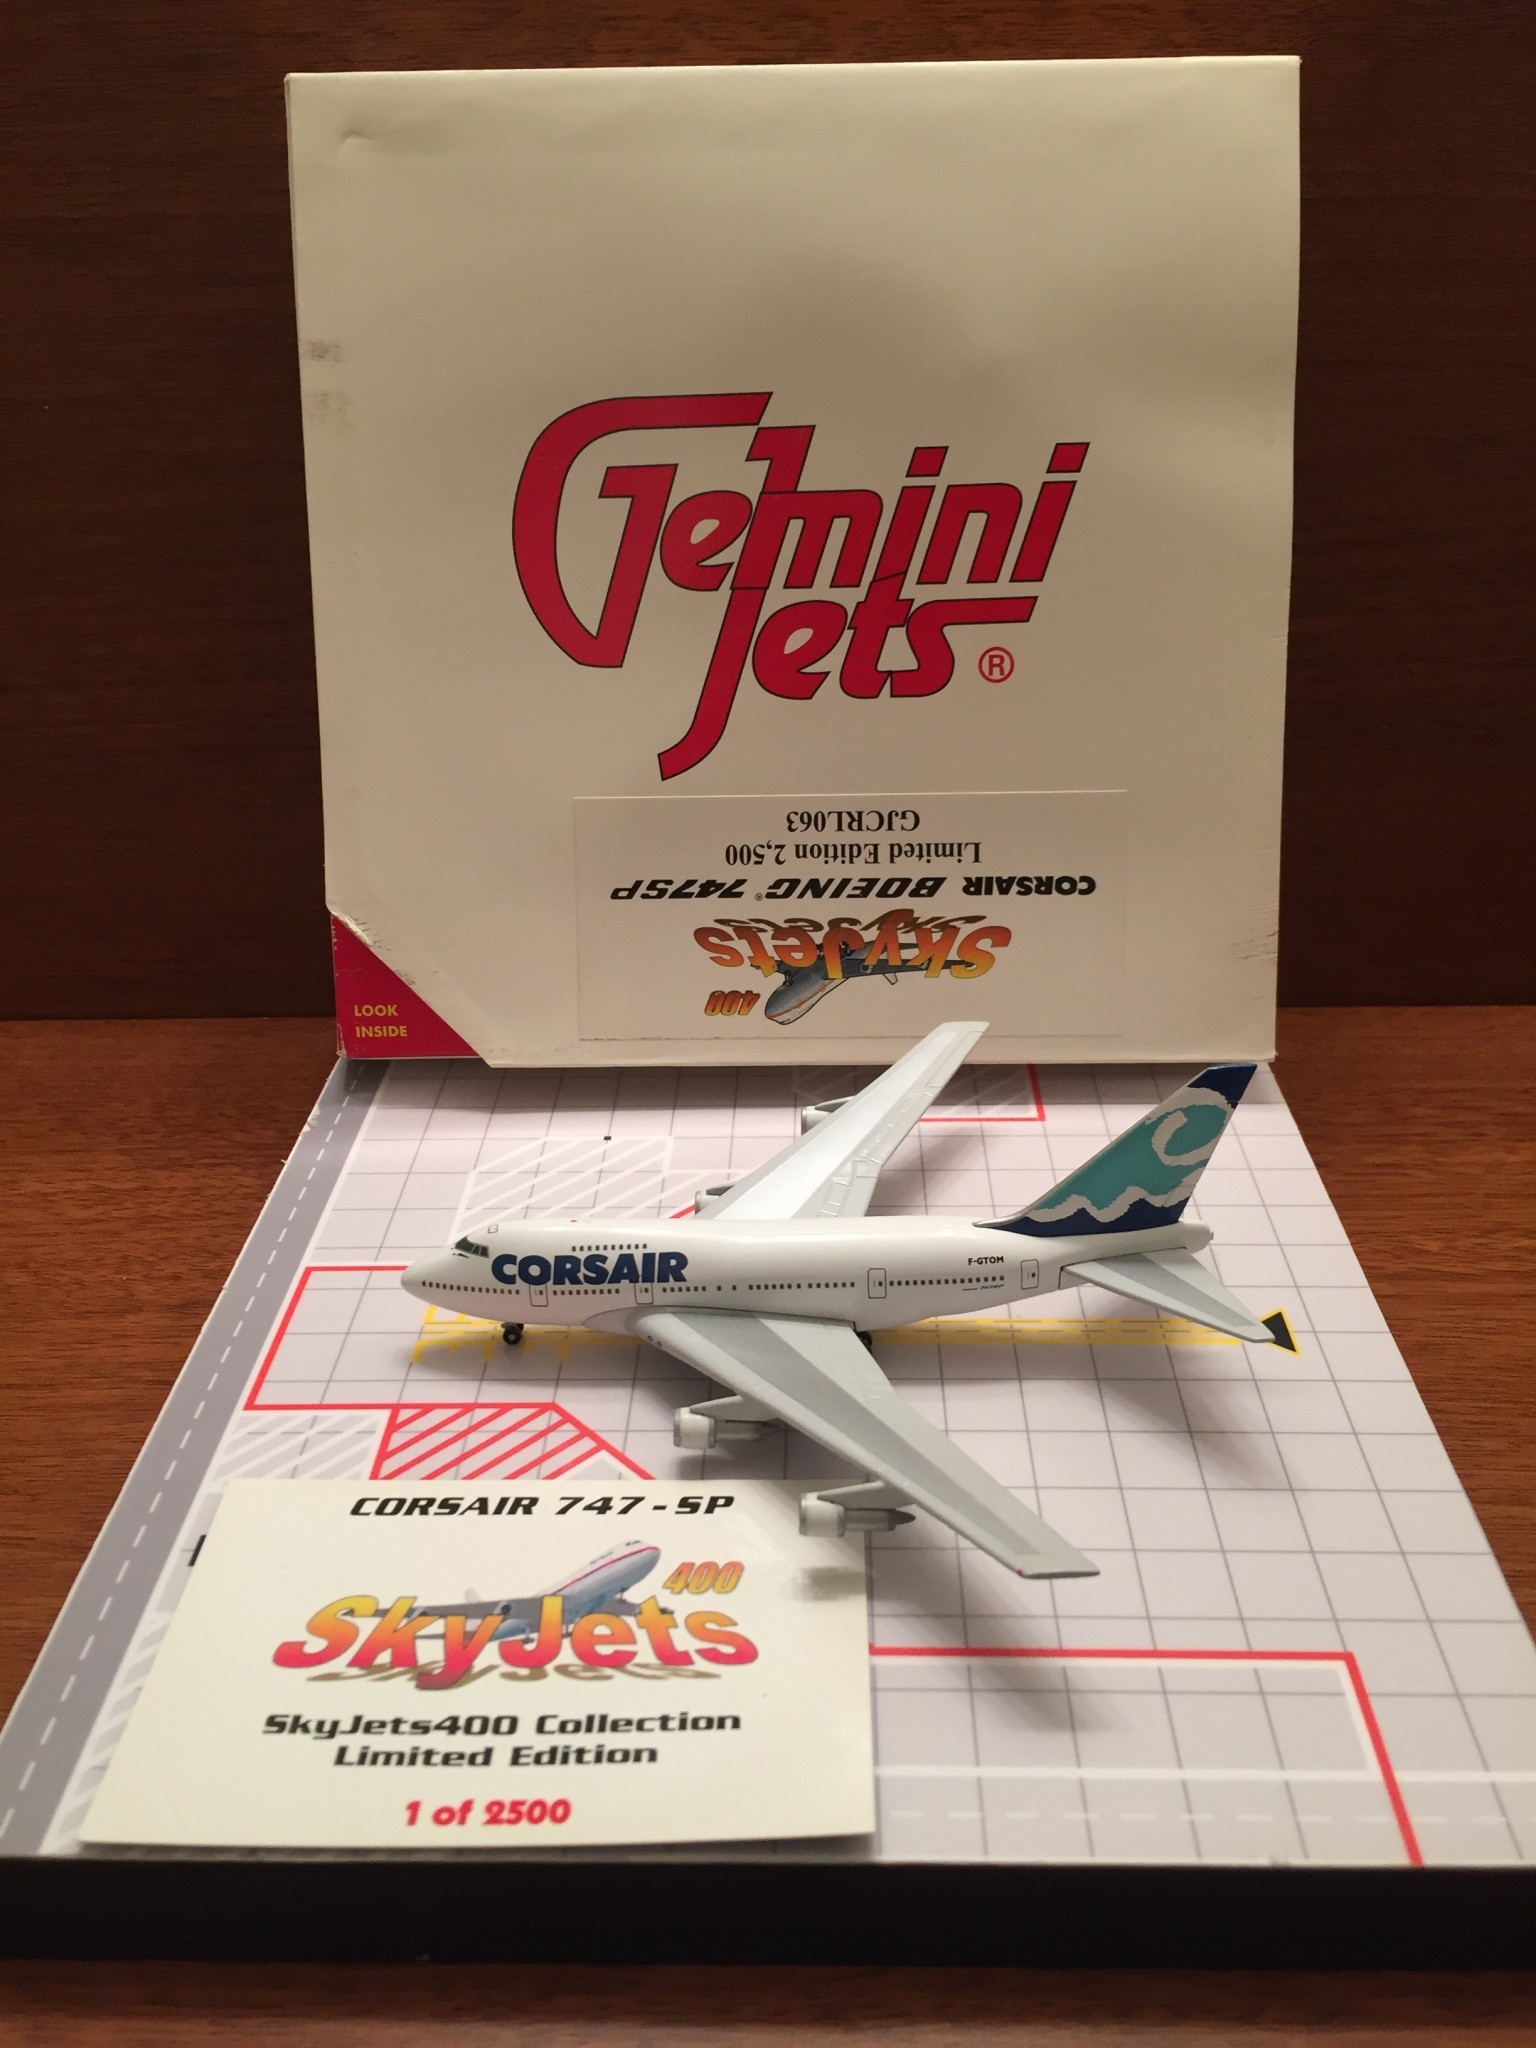 Gemini
Jets®
GJCRL063
Limited Edition 2,500
CORSAIR BOEING® 747SP
SkyJets
400
LOOK
INSIDE
CORSAIR
F-GTOM
CORSAIR 747-SP
400
SkyJets
SkyJets400 Collection
Limited Edition
1 of 2500